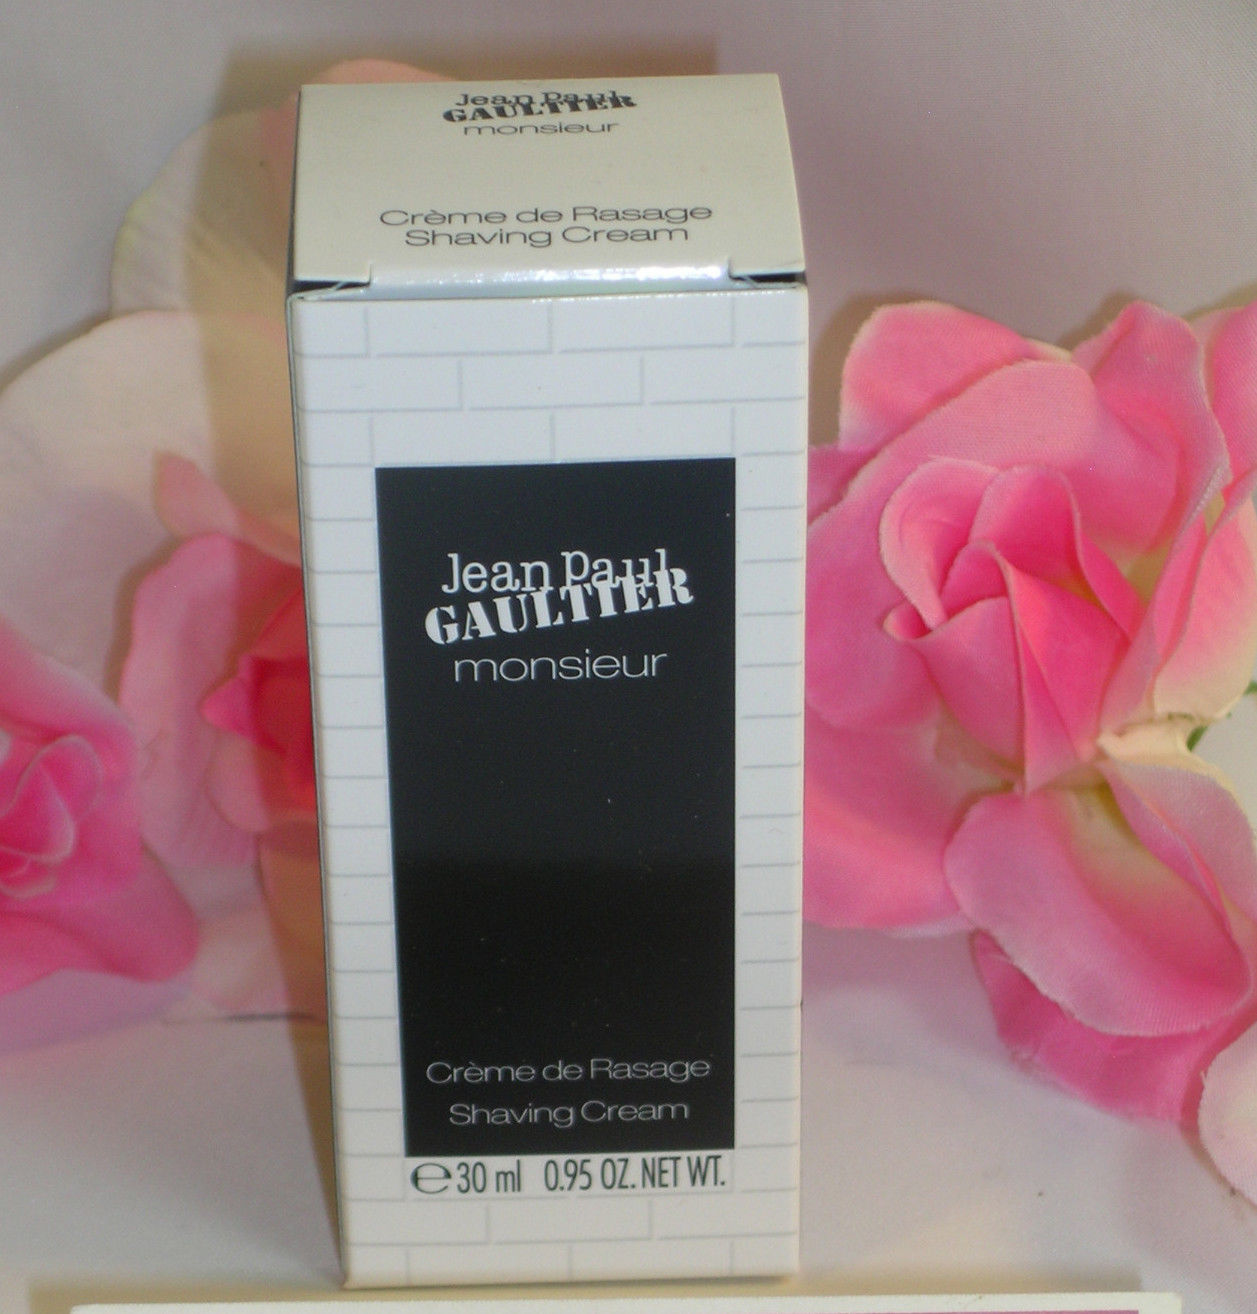 Jean Paul
GAULTIER
monsieur
Crème de Rasage
Shaving Cream
Jean Paul
GAULTIER
monsieur
Crème de Rasage
Shaving Cream
℮ 30 ml 0.95 OZ. NET WT.